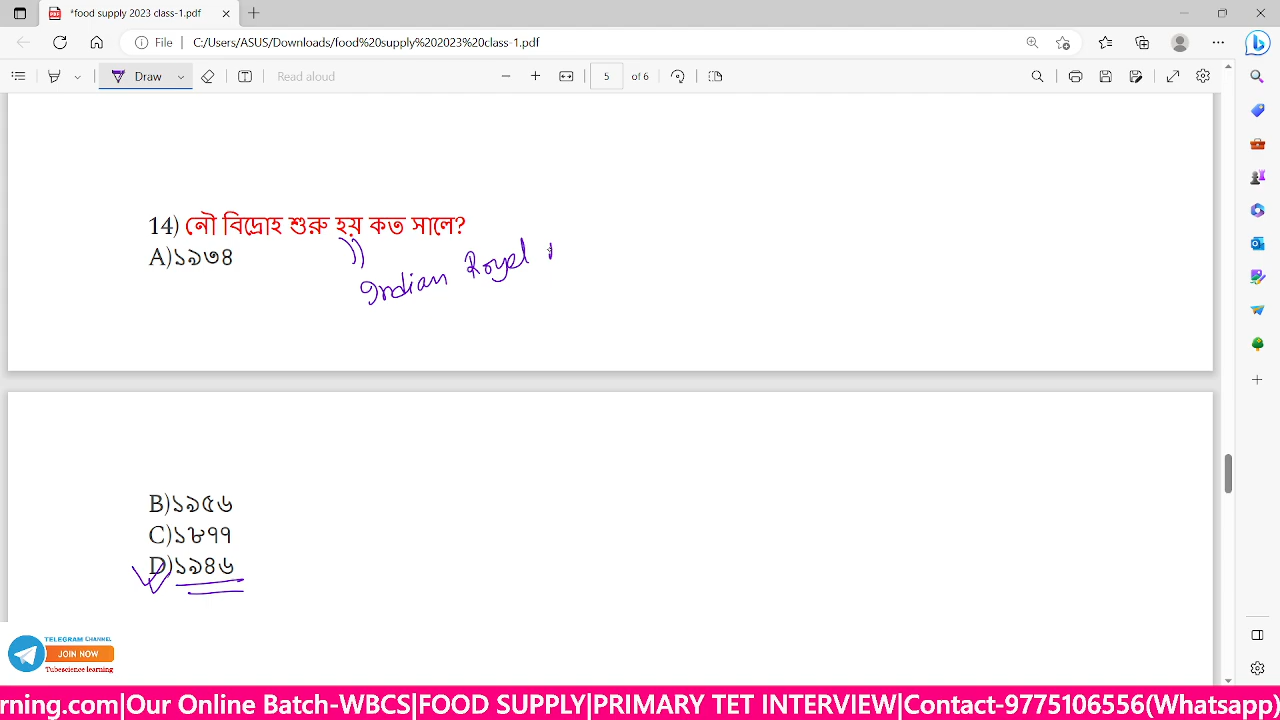 *food supply 2023 class-1.pdf
File C:/Users/ASUS/Downloads/food%20supply%202023%20class-1.pdf
Draw Read aloud 5 of 6
14) নৌ বিদ্রোহ শুরু হয় কত সালে?
A)১৯৩৪
Indian Royal
B)১৯৫৬
C)১৮৭৭
D)১৯৪৬
TELEGRAM CHANNEL
JOIN NOW
Tubescience learning
rning.com|Our Online Batch-WBCS|FOOD SUPPLY|PRIMARY TET INTERVIEW|Contact-9775106556(Whatsapp)